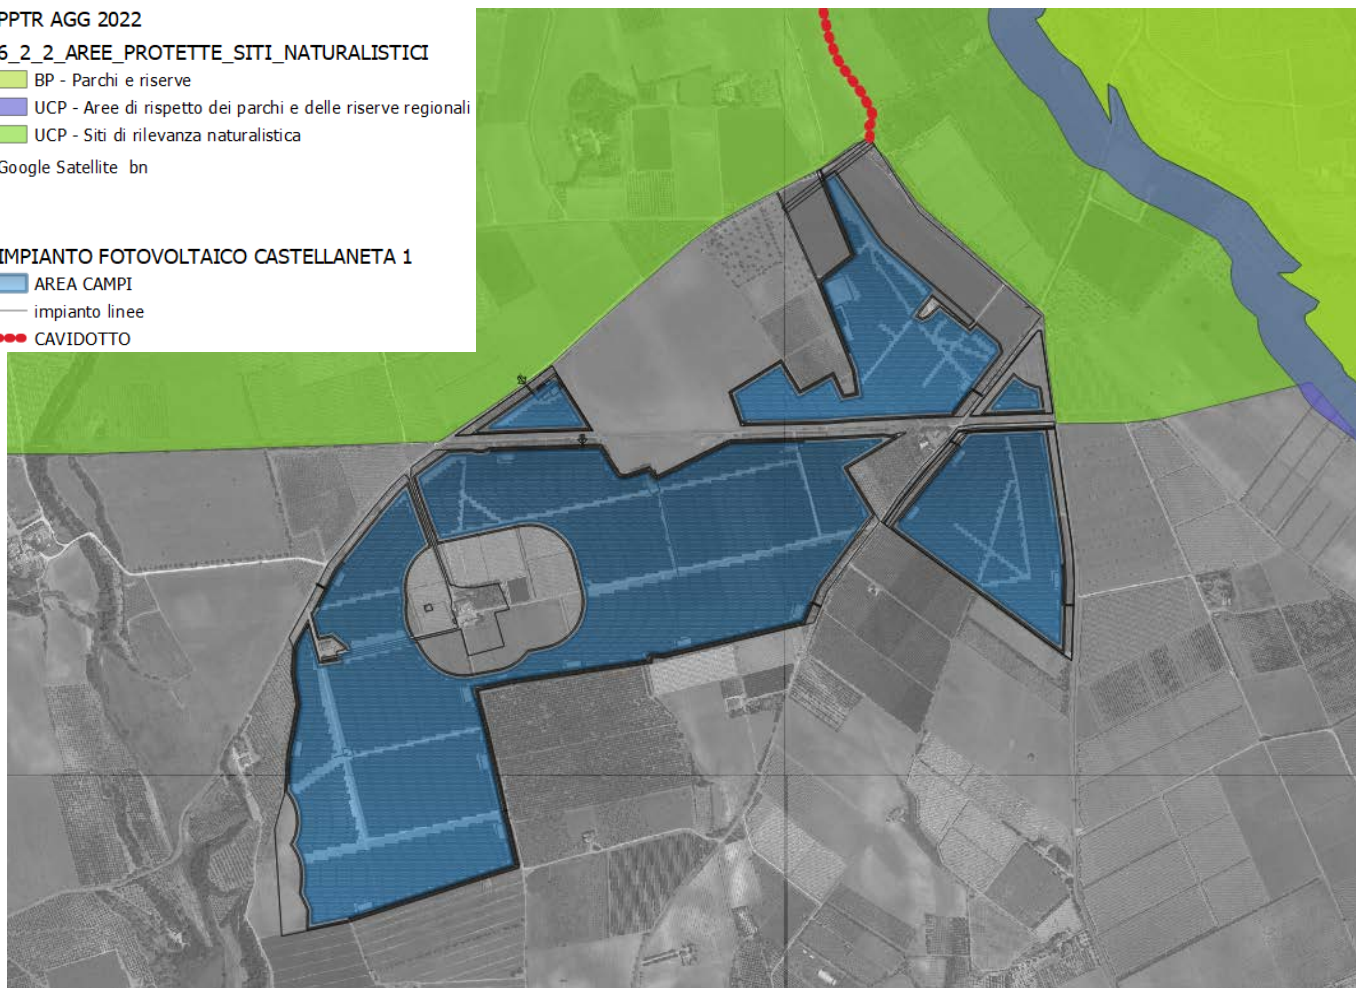 PPTR AGG 2022
6_2_2_AREE_PROTETTE_SITI_NATURALISTICI
BP - Parchi e riserve
UCP - Aree di rispetto dei parchi e delle riserve regionali
UCP - Siti di rilevanza naturalistica
Google Satellite bn
IMPIANTO FOTOVOLTAICO CASTELLANETA 1
AREA CAMPI
impianto linee
CAVIDOTTO